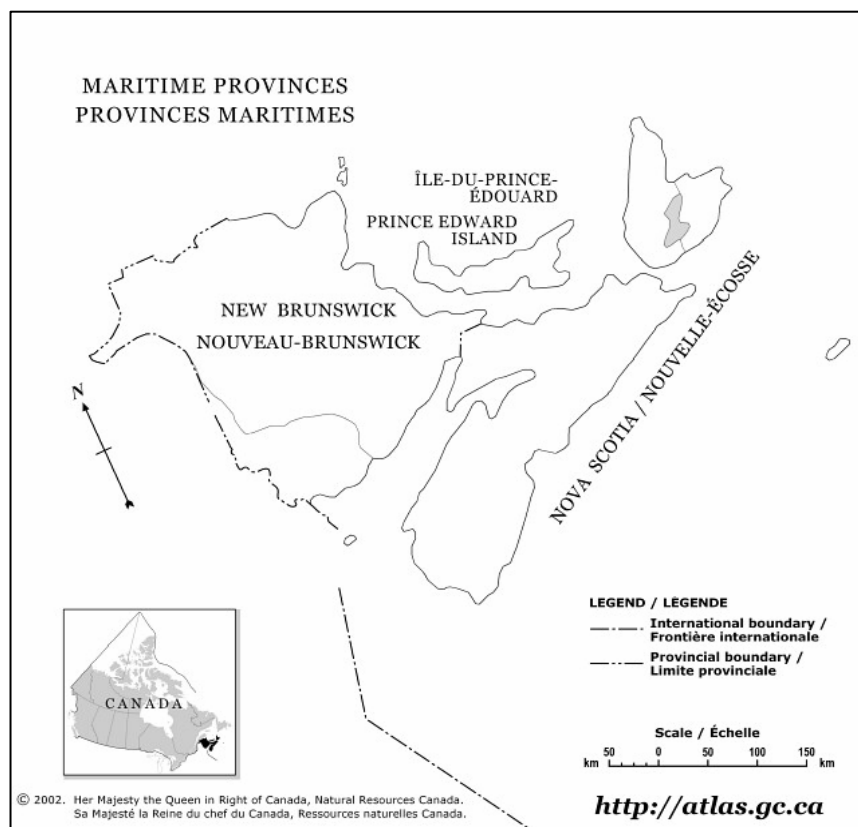 MARITIME PROVINCES
PROVINCES MARITIMES
ÎLE-DU-PRINCE-
ÉDOUARD
PRINCE EDWARD
ISLAND
NEW BRUNSWICK
NOUVEAU-BRUNSWICK
NOVA SCOTIA / NOUVELLE-ÉCOSSE
N
LEGEND / LÉGENDE
International boundary /
Frontière internationale
Provincial boundary /
Limite provinciale
CANADA
Scale / Échelle
50 0 50 100 150
km km
© 2002. Her Majesty the Queen in Right of Canada, Natural Resources Canada.
Sa Majesté la Reine du chef du Canada, Ressources naturelles Canada.
http://atlas.gc.ca